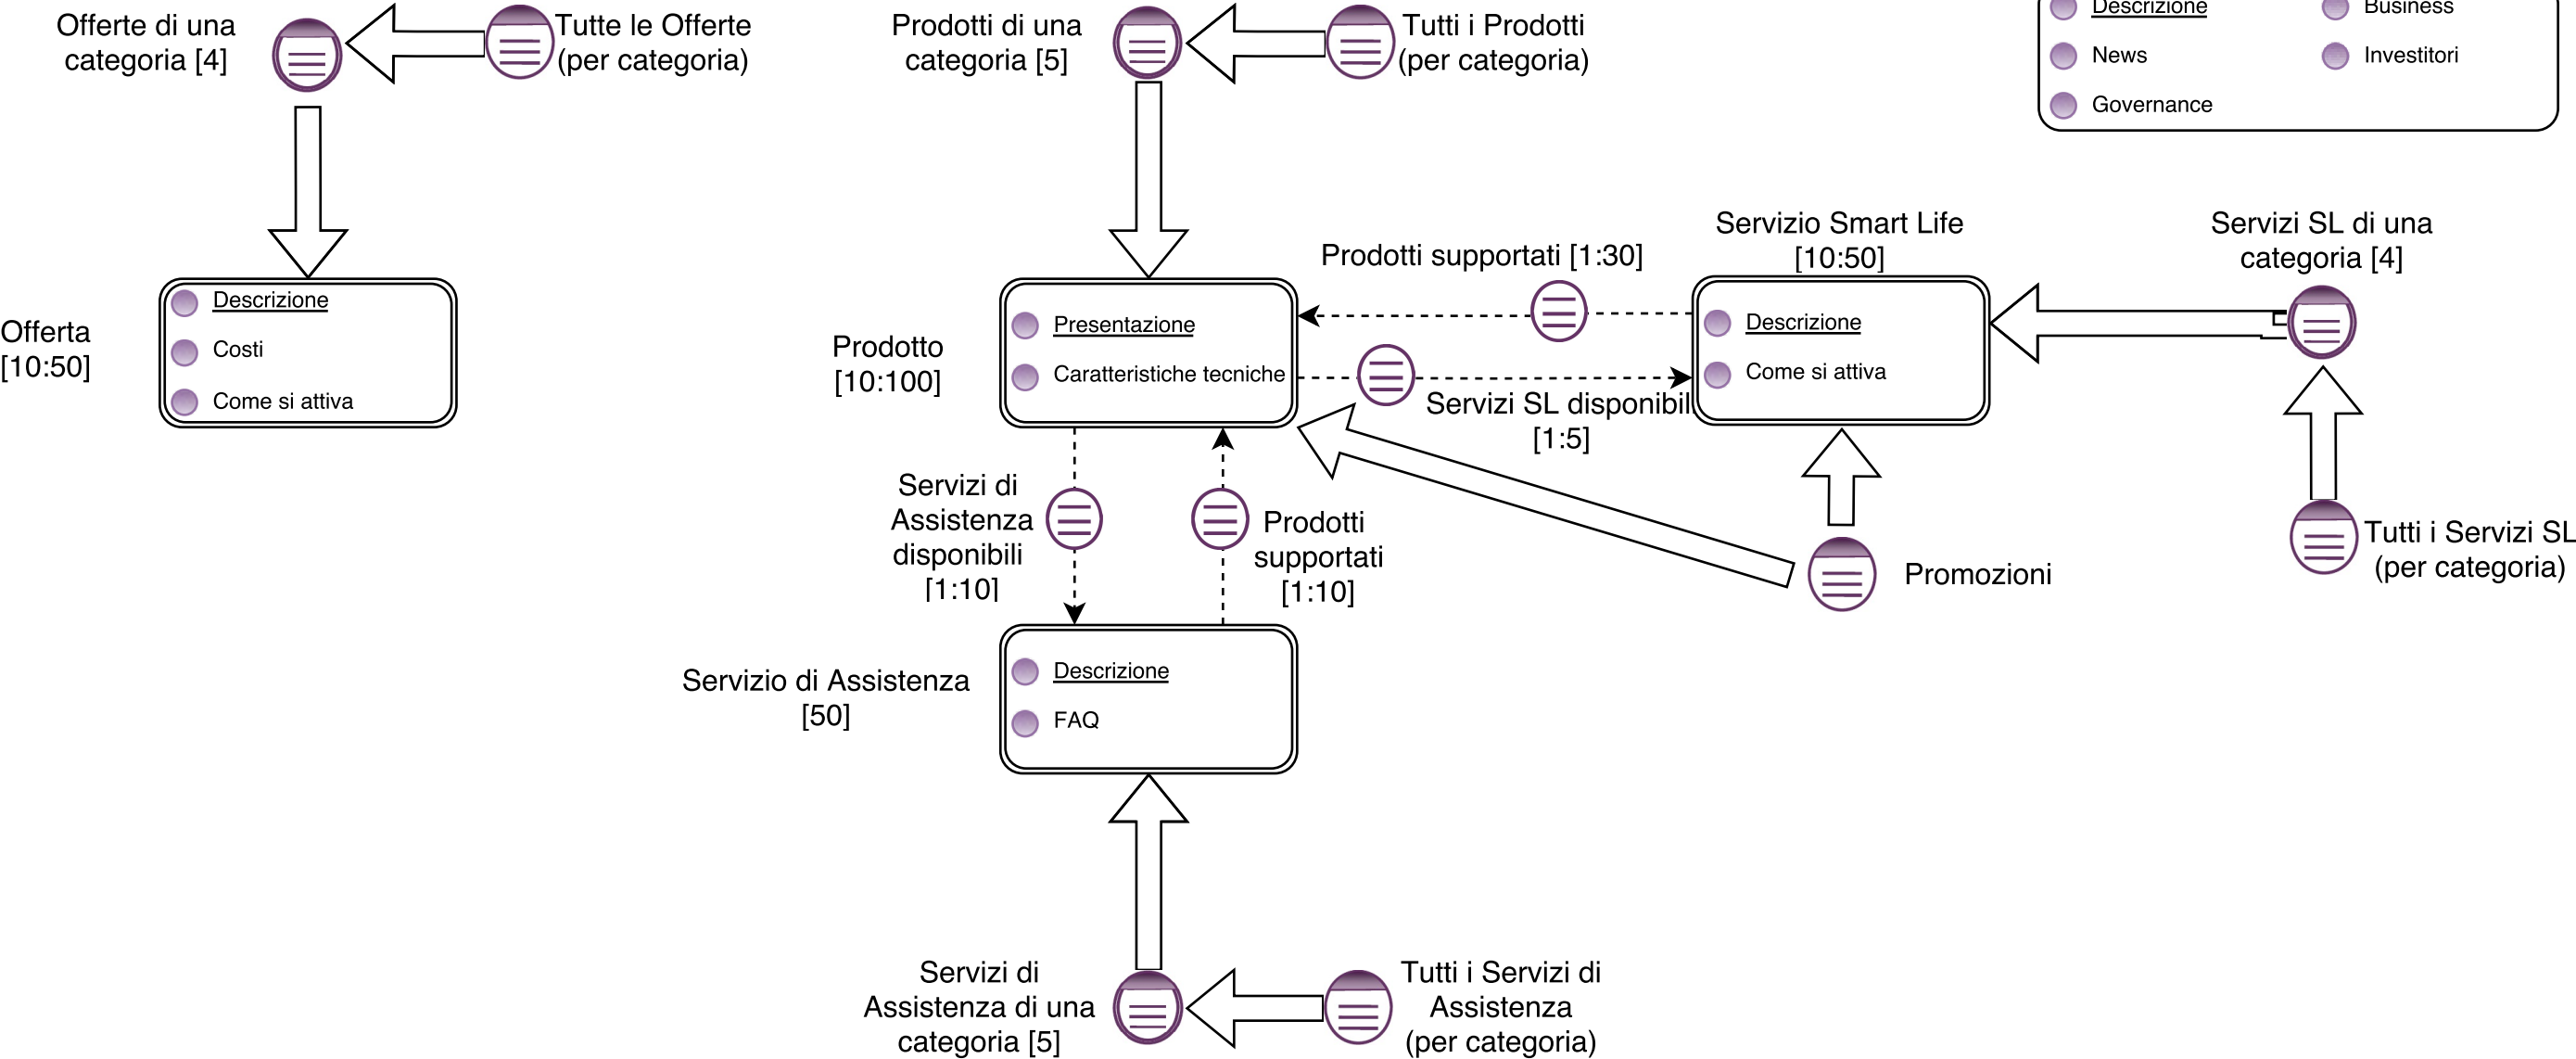 Offerte di una
categoria [4]
Tutte le Offerte
(per categoria)
Prodotti di una
categoria [5]
Tutti i Prodotti
(per categoria)
Descrizione
Business
News
Investitori
Governance
Offerta
[10:50]
Descrizione
Costi
Come si attiva
Prodotto
[10:100]
Presentazione
Caratteristiche tecniche
Prodotti supportati [1:30]
Servizi SL disponibil
[1:5]
Servizio Smart Life
[10:50]
Descrizione
Come si attiva
Servizi SL di una
categoria [4]
Tutti i Servizi SL
(per categoria)
Promozioni
Servizi di
Assistenza
disponibili
[1:10]
Prodotti
supportati
[1:10]
Servizio di Assistenza
[50]
Descrizione
FAQ
Servizi di
Assistenza di una
categoria [5]
Tutti i Servizi di
Assistenza
(per categoria)